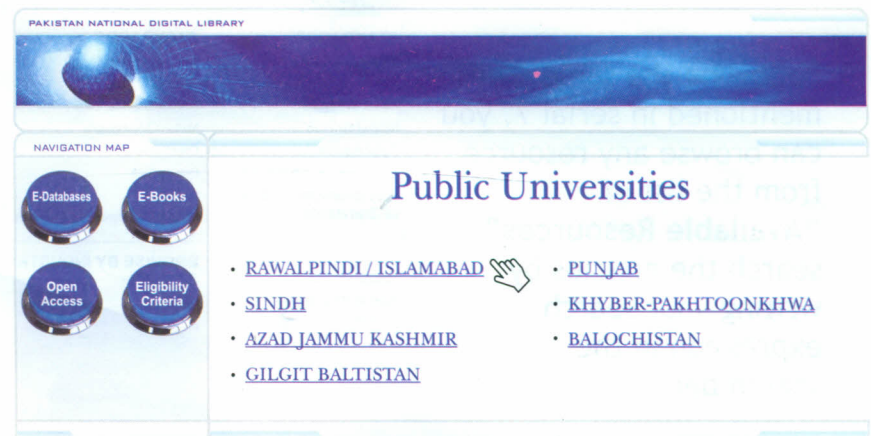 PAKISTAN NATIONAL DIGITAL LIBRARY
NAVIGATION MAP
E-Databases
E-Books
Open
Access
Eligibility
Criteria
Public Universities
• RAWALPINDI / ISLAMABAD
• SINDH
• AZAD JAMMU KASHMIR
• GILGIT BALTISTAN
• PUNJAB
• KHYBER-PAKHTOONKHWA
• BALOCHISTAN